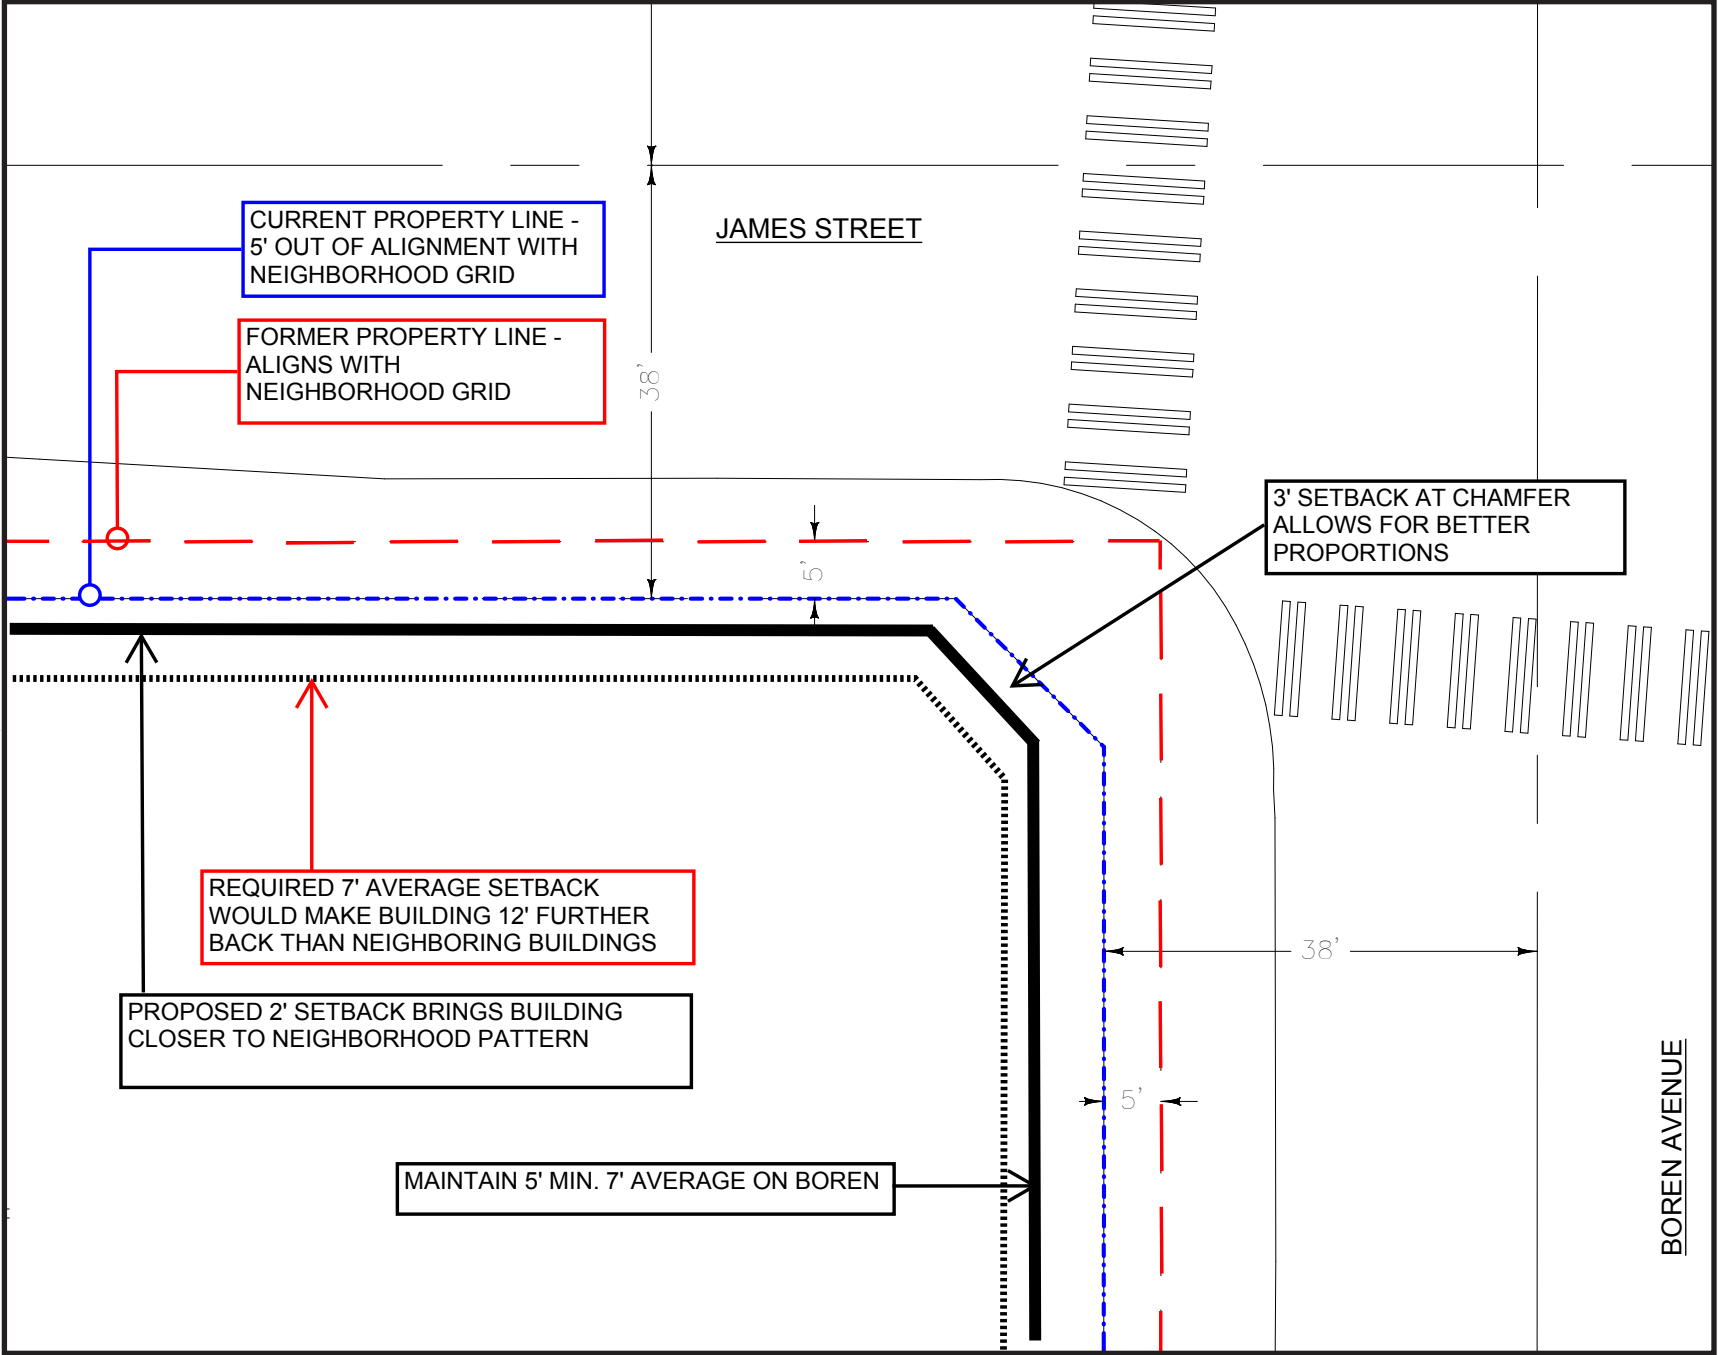 CURRENT PROPERTY LINE -
5' OUT OF ALIGNMENT WITH
NEIGHBORHOOD GRID
JAMES STREET
FORMER PROPERTY LINE -
ALIGNS WITH
NEIGHBORHOOD GRID
38'
3' SETBACK AT CHAMFER
ALLOWS FOR BETTER
PROPORTIONS
5'
REQUIRED 7' AVERAGE SETBACK
WOULD MAKE BUILDING 12' FURTHER
BACK THAN NEIGHBORING BUILDINGS
38'
PROPOSED 2' SETBACK BRINGS BUILDING
CLOSER TO NEIGHBORHOOD PATTERN
5'
BOREN AVENUE
MAINTAIN 5' MIN. 7' AVERAGE ON BOREN